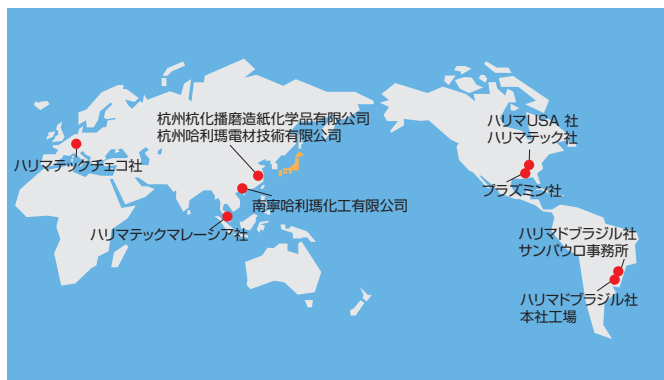 杭州杭化播磨造紙化学品有限公司
杭州哈利瑪電材技術有限公司
ハリマUSA 社
ハリマテック社
ハリマテックチェコ社
プラズミン社
南寧哈利瑪化工有限公司
ハリマテックマレーシア社
ハリマドブラジル社
サンパウロ事務所
ハリマドブラジル社
本社工場